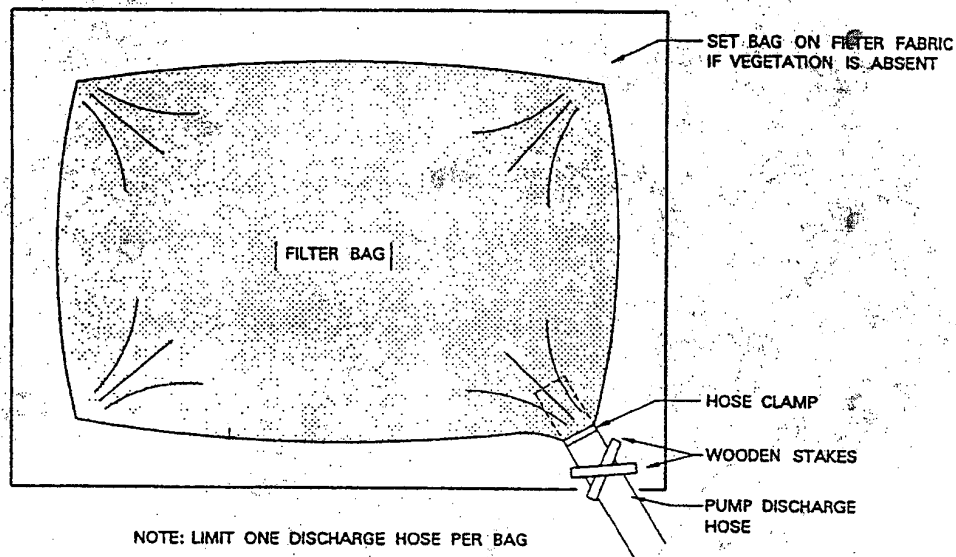 SET BAG ON FILTER FABRIC
IF VEGETATION IS ABSENT
FILTER BAG
HOSE CLAMP
WOODEN STAKES
PUMP DISCHARGE
HOSE
NOTE: LIMIT ONE DISCHARGE HOSE PER BAG